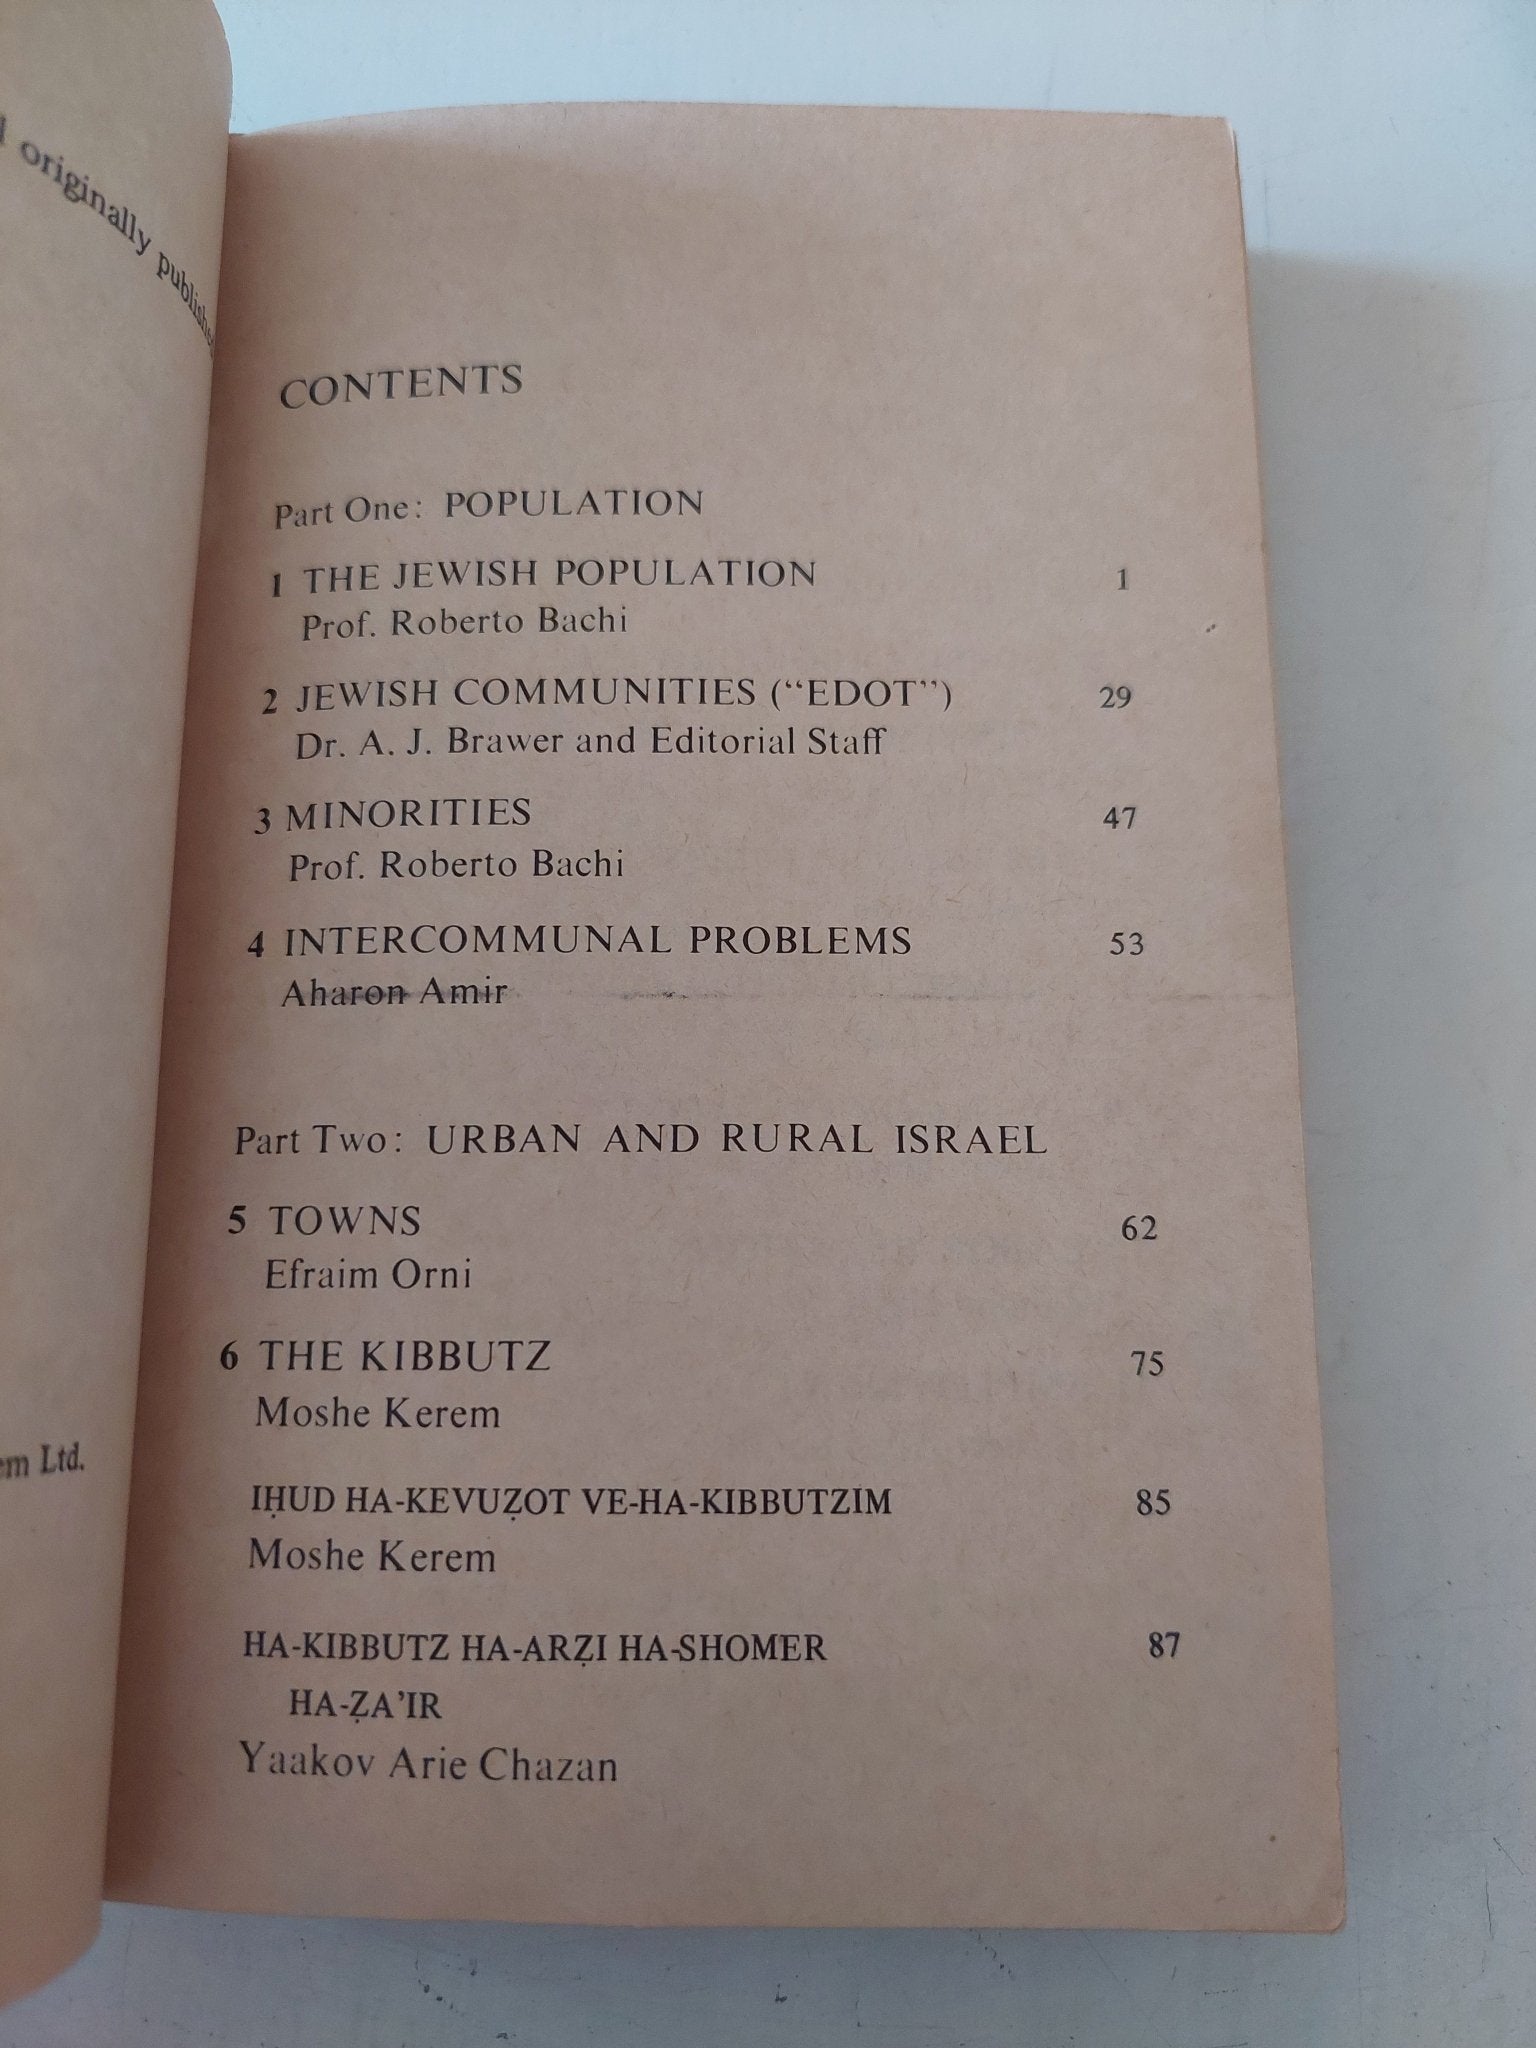 originally
em Ltd.
CONTENTS
Part One: POPULATION
1 THE JEWISH POPULATION 1
Prof. Roberto Bachi
2 JEWISH COMMUNITIES (“EDOT”) 29
Dr. A. J. Brawer and Editorial Staff
3 MINORITIES 47
Prof. Roberto Bachi
4 INTERCOMMUNAL PROBLEMS 53
Aharon Amir
Part Two: URBAN AND RURAL ISRAEL
5 TOWNS 62
Efraim Orni
6 THE KIBBUTZ 75
Moshe Kerem
IḤUD HA-KEVUẒOT VE-HA-KIBBUTZIM 85
Moshe Kerem
HA-KIBBUTZ HA-ARẒI HA-SHOMER 87
HA-ẒA’IR
Yaakov Arie Chazan